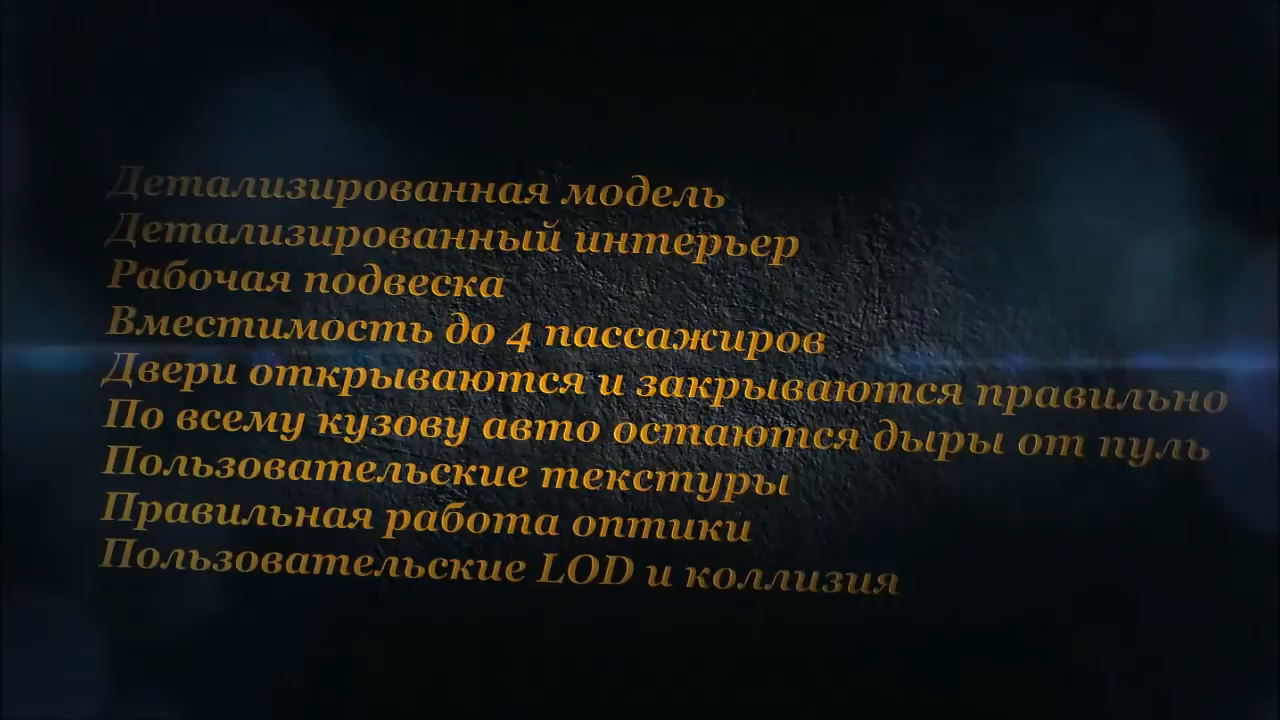 Детализированная модель
Детализированный интерьер
Рабочая подвеска
Вместимость до 4 пассажиров
Двери открываются и закрываются правильно
По всему кузову авто остаются дыры от пуль
Пользовательские текстуры
Правильная работа оптики
Пользовательские LOD и коллизия